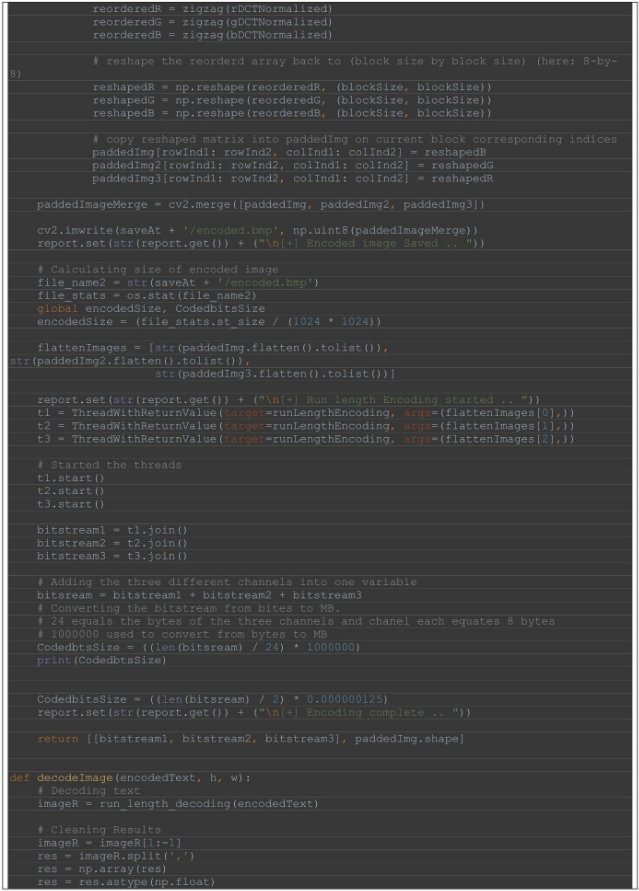 reorderedR = zigzag(rDCTNormalized)
reorderedG = zigzag(gDCTNormalized)
reorderedB = zigzag(bDCTNormalized)
# reshape the reorderd array back to (block size by block size) (here: 8-by-
8)
reshapedR = np.reshape(reorderedR, (blockSize, blockSize))
reshapedG = np.reshape(reorderedG, (blockSize, blockSize))
reshapedB = np.reshape(reorderedB, (blockSize, blockSize))
# copy reshaped matrix into paddedImg on current block corresponding indices
paddedImg[rowInd1: rowInd2, colInd1: colInd2] = reshapedB
paddedImg2[rowInd1: rowInd2, colInd1: colInd2] = reshapedG
paddedImg3[rowInd1: rowInd2, colInd1: colInd2] = reshapedR
paddedImageMerge = cv2.merge([paddedImg, paddedImg2, paddedImg3])
cv2.imwrite(saveAt + '/encoded.bmp', np.uint8(paddedImageMerge))
report.set(str(report.get()) + ("\n[+] Encoded image Saved .. "))
# Calculating size of encoded image
file_name2 = str(saveAt + '/encoded.bmp')
file_stats = os.stat(file_name2)
global encodedSize, CodedbitsSize
encodedSize = (file_stats.st_size / (1024 * 1024))
flattenImages = [str(paddedImg.flatten().tolist()),
str(paddedImg2.flatten().tolist()),
str(paddedImg3.flatten().tolist())]
report.set(str(report.get()) + ("\n[+] Run length Encoding started .. "))
t1 = ThreadWithReturnValue(target=runLengthEncoding, args=(flattenImages[0],))
t2 = ThreadWithReturnValue(target=runLengthEncoding, args=(flattenImages[1],))
t3 = ThreadWithReturnValue(target=runLengthEncoding, args=(flattenImages[2],))
# Started the threads
t1.start()
t2.start()
t3.start()
bitstream1 = t1.join()
bitstream2 = t2.join()
bitstream3 = t3.join()
# Adding the three different channels into one variable
bitsream = bitstream1 + bitstream2 + bitstream3
# Converting the bitstream from bites to MB.
# 24 equals the bytes of the three channels and chanel each equates 8 bytes
# 1000000 used to convert from bytes to MB
CodedbtsSize = ((len(bitsream) / 24) * 1000000)
print(CodedbtsSize)
CodedbitsSize = ((len(bitsream) / 2) * 0.000000125)
report.set(str(report.get()) + ("\n[+] Encoding complete .. "))
return [[bitstream1, bitstream2, bitstream3], paddedImg.shape]
def decodeImage(encodedText, h, w):
# Decoding text
imageR = run_length_decoding(encodedText)
# Cleaning Results
imageR = imageR[1:-1]
res = imageR.split(',')
res = np.array(res)
res = res.astype(np.float)